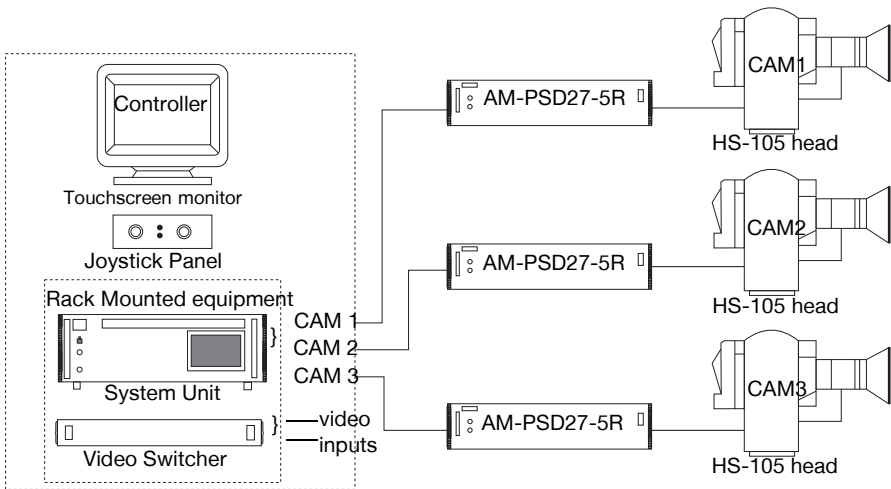 Controller
Touchscreen monitor
Joystick Panel
Rack Mounted equipment
System Unit
Video Switcher
CAM 1
CAM 2
CAM 3
video
inputs
AM-PSD27-5R
CAM1
HS-105 head
AM-PSD27-5R
CAM2
HS-105 head
AM-PSD27-5R
CAM3
HS-105 head